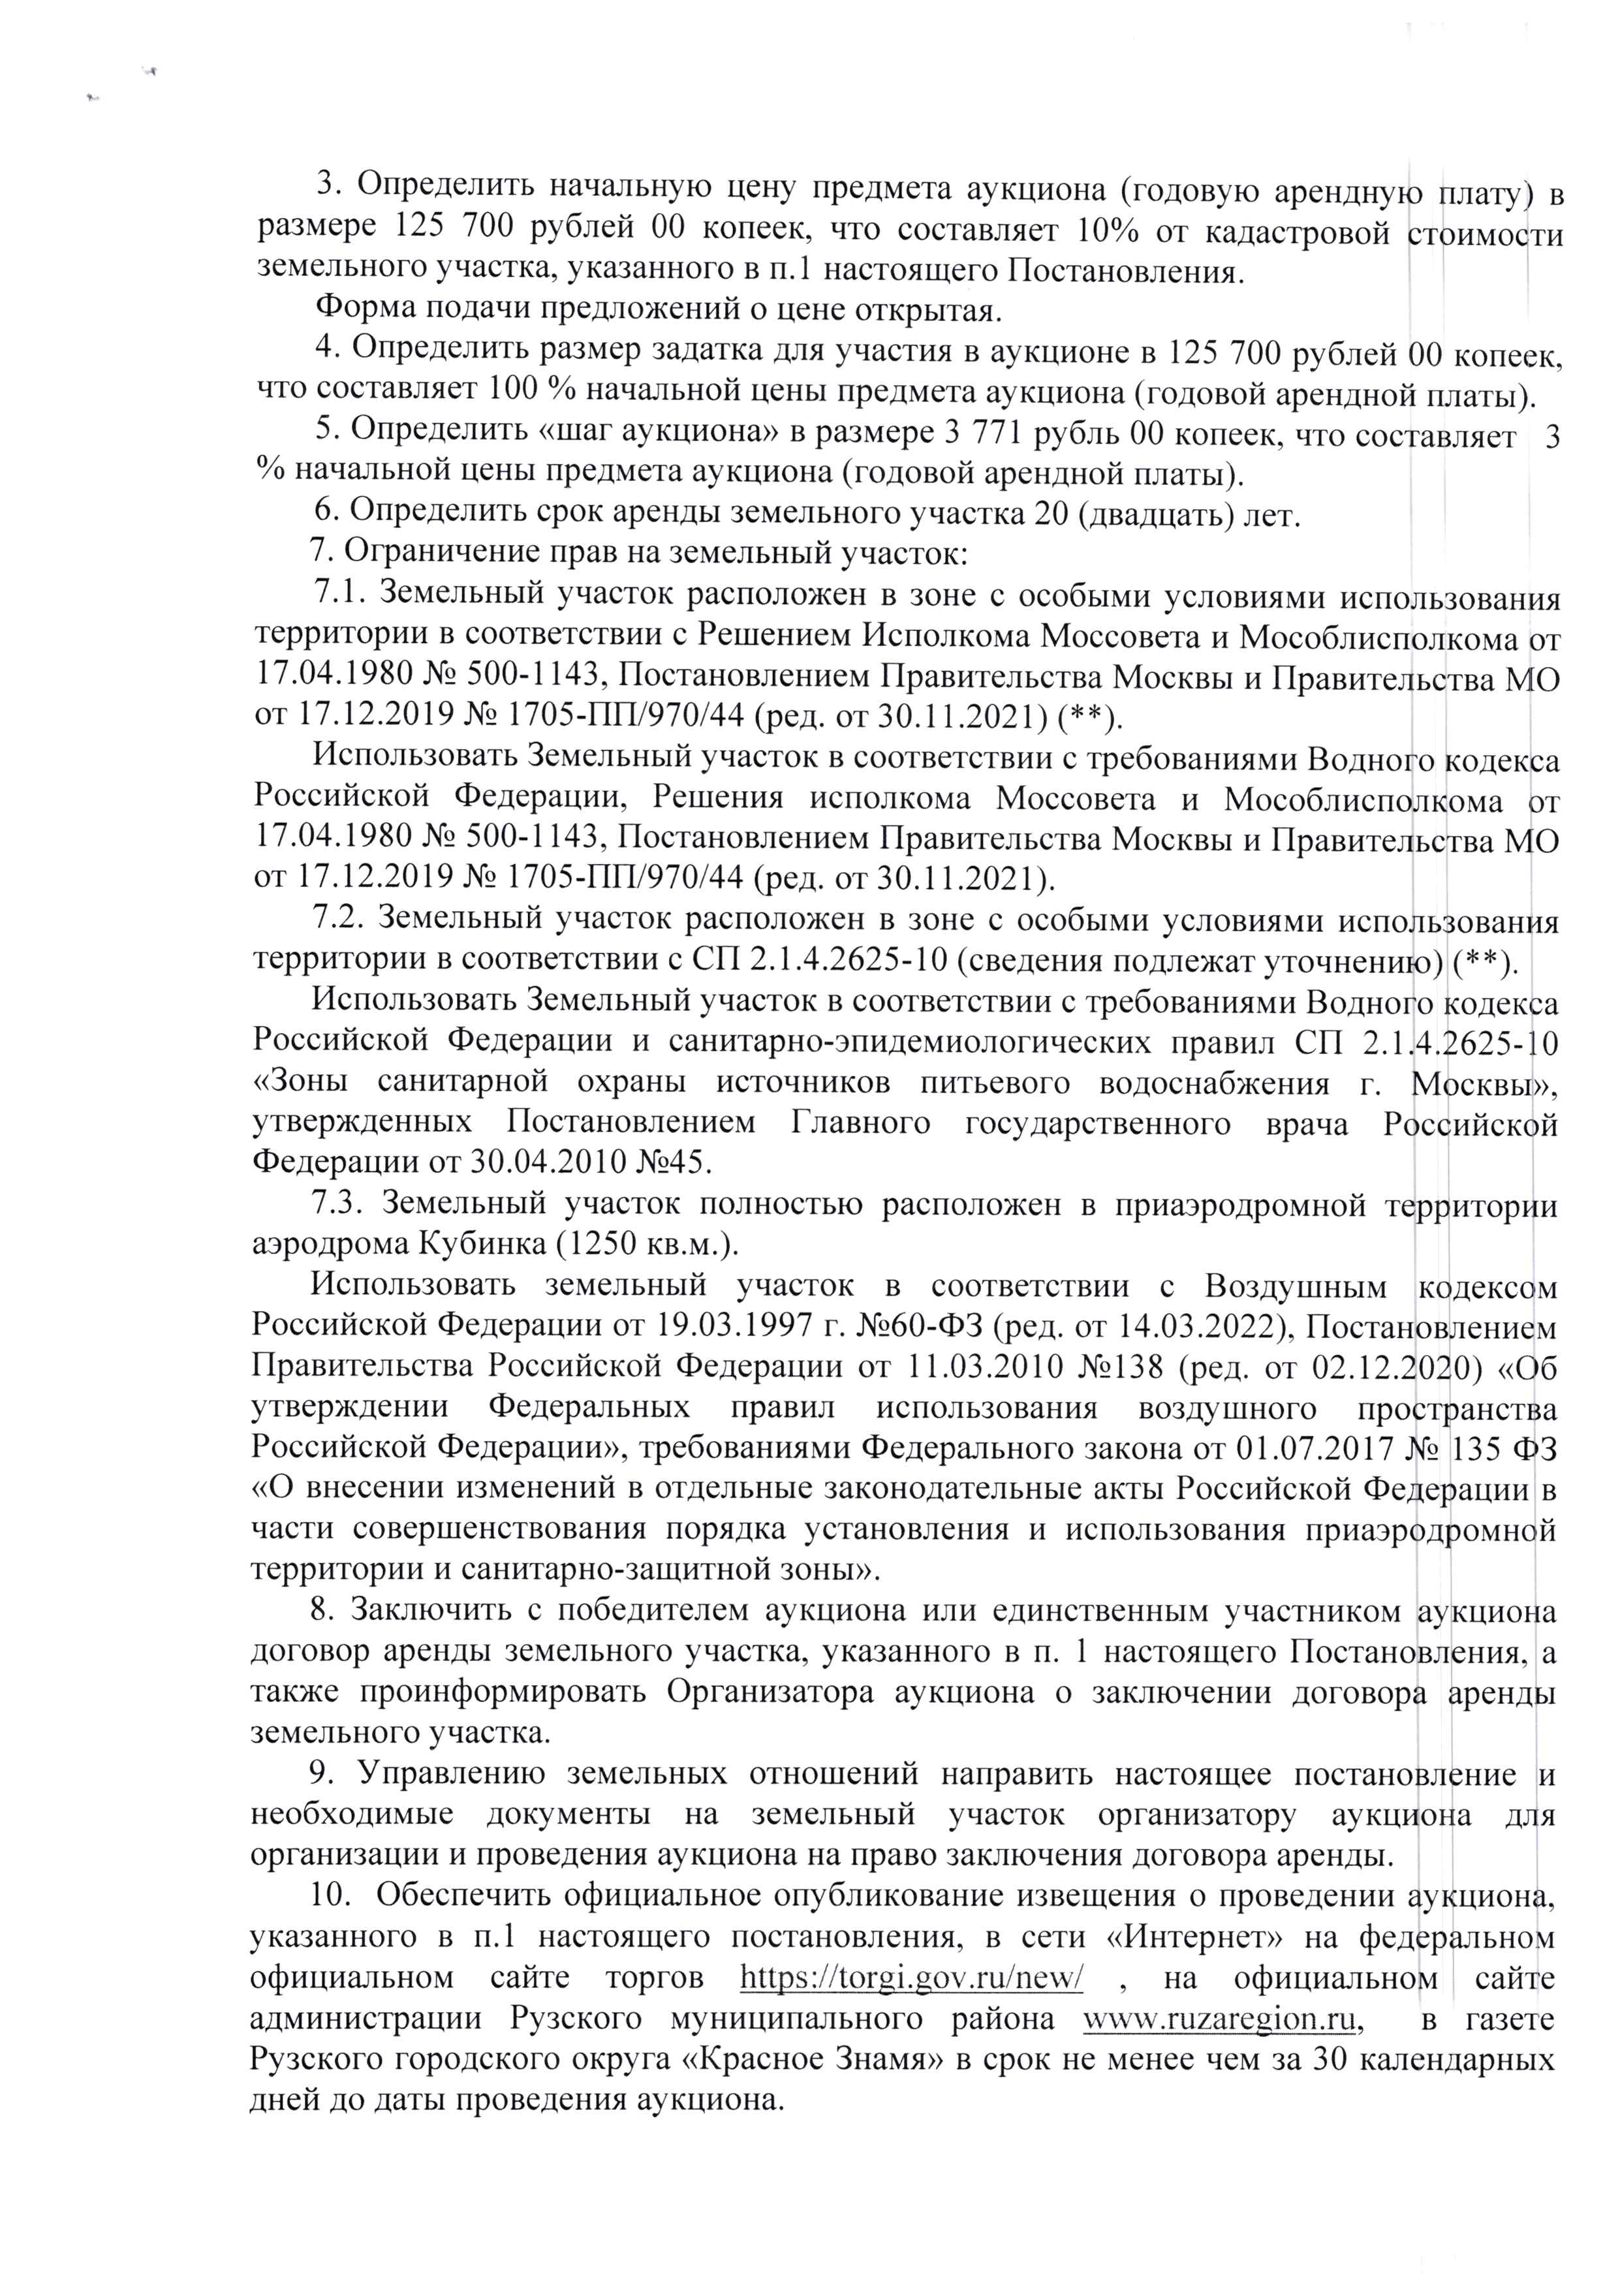 3. Определить начальную цену предмета аукциона (годовую арендную плату) в
размере 125 700 рублей 00 копеек, что составляет 10% от кадастровой стоимости
земельного участка, указанного в п.1 настоящего Постановления.
Форма подачи предложений о цене открытая.
4. Определить размер задатка для участия в аукционе в 125 700 рублей 00 копеек,
что составляет 100 % начальной цены предмета аукциона (годовой арендной платы).
5. Определить «шаг аукциона» в размере 3 771 рубль 00 копеек, что составляет 3
% начальной цены предмета аукциона (годовой арендной платы).
6. Определить срок аренды земельного участка 20 (двадцать) лет.
7. Ограничение прав на земельный участок:
7.1. Земельный участок расположен в зоне с особыми условиями использования
территории в соответствии с Решением Исполкома Моссовета и Мособлисполкома от
17.04.1980 № 500-1143, Постановлением Правительства Москвы и Правительства МО
от 17.12.2019 № 1705-ПП/970/44 (ред. от 30.11.2021) (**).
Использовать Земельный участок в соответствии с требованиями Водного кодекса
Российской Федерации, Решения исполкома Моссовета и Мособлисполкома от
17.04.1980 № 500-1143, Постановлением Правительства Москвы и Правительства МО
от 17.12.2019 № 1705-ПП/970/44 (ред. от 30.11.2021).
7.2. Земельный участок расположен в зоне с особыми условиями использования
территории в соответствии с СП 2.1.4.2625-10 (сведения подлежат уточнению) (**).
Использовать Земельный участок в соответствии с требованиями Водного кодекса
Российской Федерации и санитарно-эпидемиологических правил СП 2.1.4.2625-10
«Зоны санитарной охраны источников питьевого водоснабжения г. Москвы»,
утвержденных Постановлением Главного государственного врача Российской
Федерации от 30.04.2010 №45.
7.3. Земельный участок полностью расположен в приаэродромной территории
аэродрома Кубинка (1250 кв.м.).
Использовать земельный участок в соответствии с Воздушным кодексом
Российской Федерации от 19.03.1997 г. №60-ФЗ (ред. от 14.03.2022), Постановлением
Правительства Российской Федерации от 11.03.2010 №138 (ред. от 02.12.2020) «Об
утверждении Федеральных правил использования воздушного пространства
Российской Федерации», требованиями Федерального закона от 01.07.2017 № 135 ФЗ
«О внесении изменений в отдельные законодательные акты Российской Федерации в
части совершенствования порядка установления и использования приаэродромной
территории и санитарно-защитной зоны».
8. Заключить с победителем аукциона или единственным участником аукциона
договор аренды земельного участка, указанного в п. 1 настоящего Постановления, а
также проинформировать Организатора аукциона о заключении договора аренды
земельного участка.
9. Управлению земельных отношений направить настоящее постановление и
необходимые документы на земельный участок организатору аукциона для
организации и проведения аукциона на право заключения договора аренды.
10. Обеспечить официальное опубликование извещения о проведении аукциона,
указанного в п.1 настоящего постановления, в сети «Интернет» на федеральном
официальном сайте торгов https://torgi.gov.ru/new/ , на официальном сайте
администрации Рузского муниципального района www.ruzaregion.ru, в газете
Рузского городского округа «Красное Знамя» в срок не менее чем за 30 календарных
дней до даты проведения аукциона.